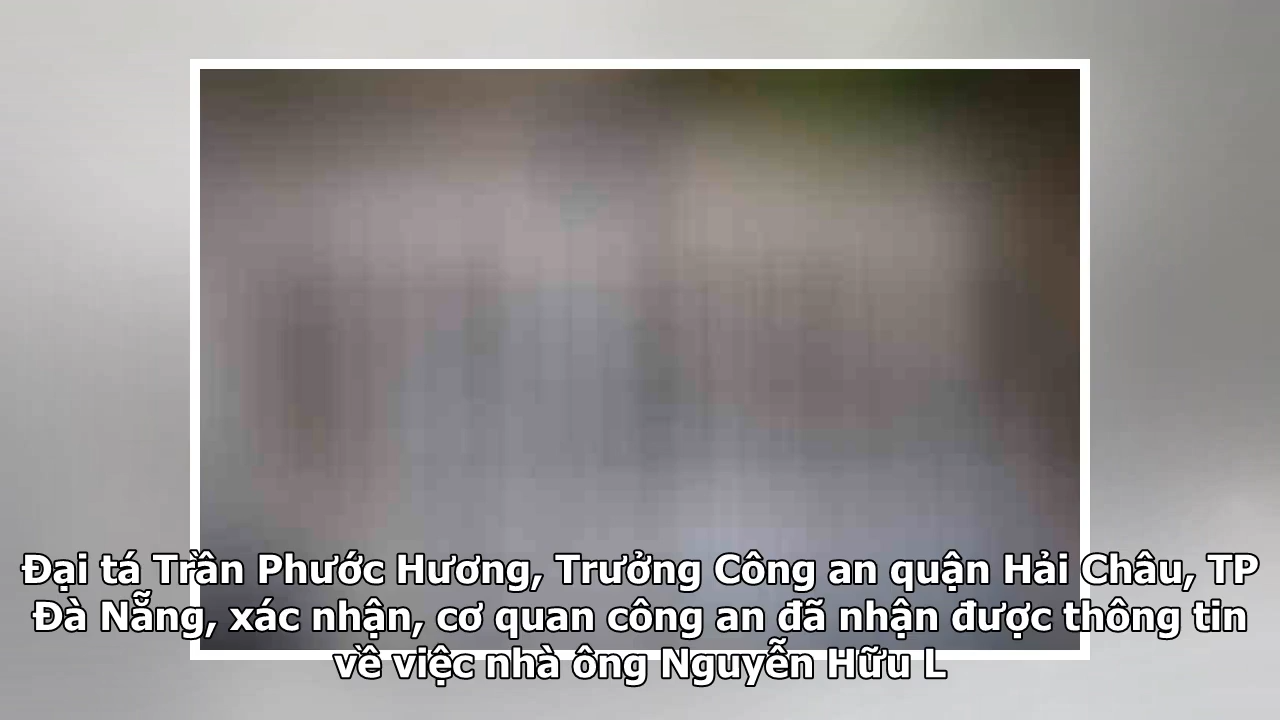 Đại tá Trần Phước Hương, Trưởng Công an quận Hải Châu, TP
Đà Nẵng, xác nhận, cơ quan công an đã nhận được thông tin
về việc nhà ông Nguyễn Hữu L